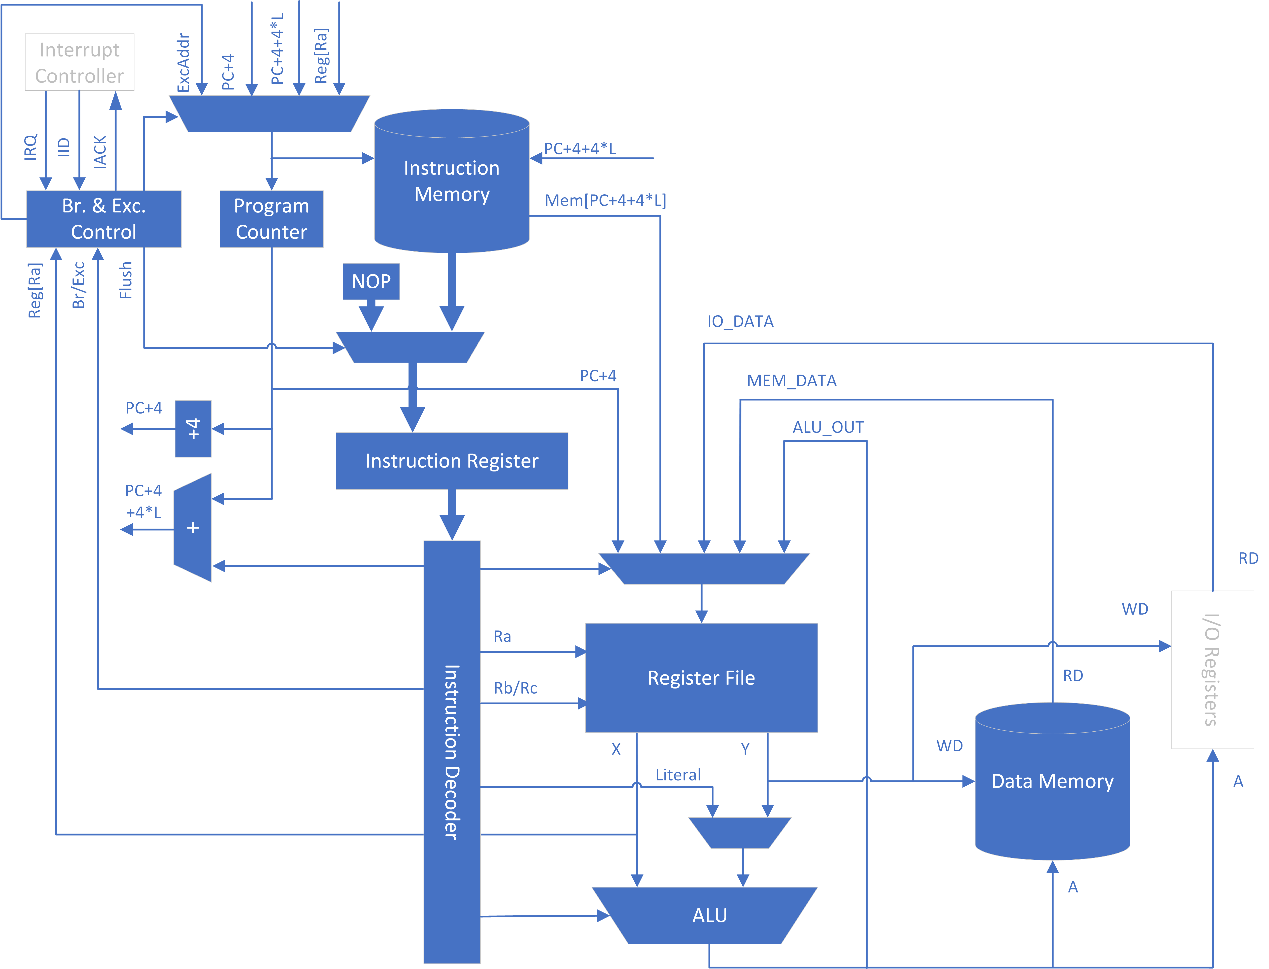 ExcAddr
PC+4
PC+4+4*L
Reg[Ra]
Interrupt
Controller
IRQ
IID
IACK
Instruction
Memory
PC+4+4*L
Mem[PC+4+4*L]
Br. & Exc.
Control
Program
Counter
Reg[Ra]
Br/Exc
Flush
NOP
IO_DATA
PC+4
MEM_DATA
PC+4
+4
ALU_OUT
Instruction Register
PC+4
+4*L
+
RD
WD
I/O Registers
Ra
Rb/Rc
Register File
Instruction Decoder
RD
X
Y
WD
Literal
Data Memory
A
A
ALU